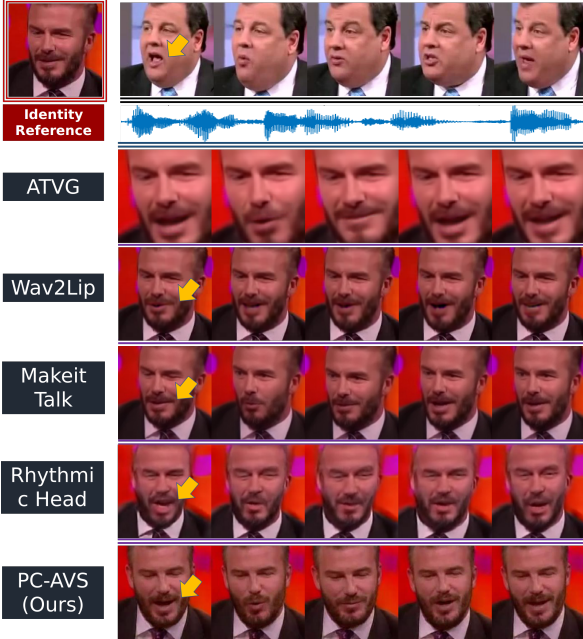 Identity
Reference
ATVG
Wav2Lip
Makeit
Talk
Rhythmi
c Head
PC-AVS
(Ours)